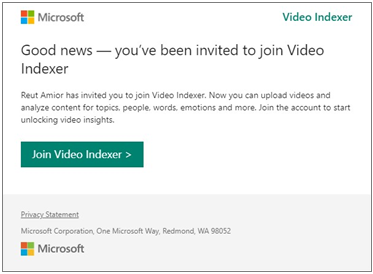 Microsoft Video Indexer
Good news — you've been invited to join Video
Indexer
Reut Amior has invited you to join Video Indexer. Now you can upload videos and
analyze content for topics, people, words, emotions and more. Join the account to start
unlocking video insights.
Join Video Indexer >
Privacy Statement
Microsoft Corporation, One Microsoft Way, Redmond, WA 98052
Microsoft